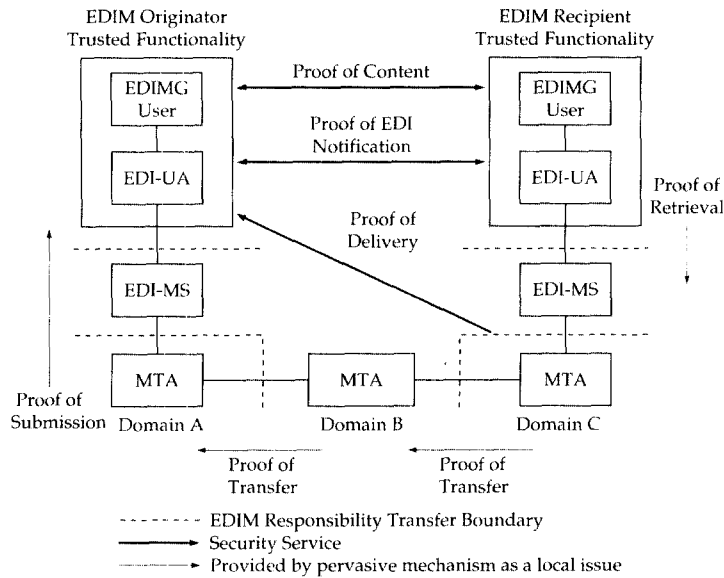 EDIM Originator
Trusted Functionality
EDIM Recipient
Trusted Functionality
EDIMG
User
EDI-UA
Proof of Content
Proof of EDI
Notification
EDIMG
User
EDI-UA
Proof of
Retrieval
Proof of
Delivery
EDI-MS
EDI-MS
MTA
MTA
MTA
Proof of
Submission
Domain A
Domain B
Domain C
Proof of
Transfer
Proof of
Transfer
EDIM Responsibility Transfer Boundary
Security Service
Provided by pervasive mechanism as a local issue